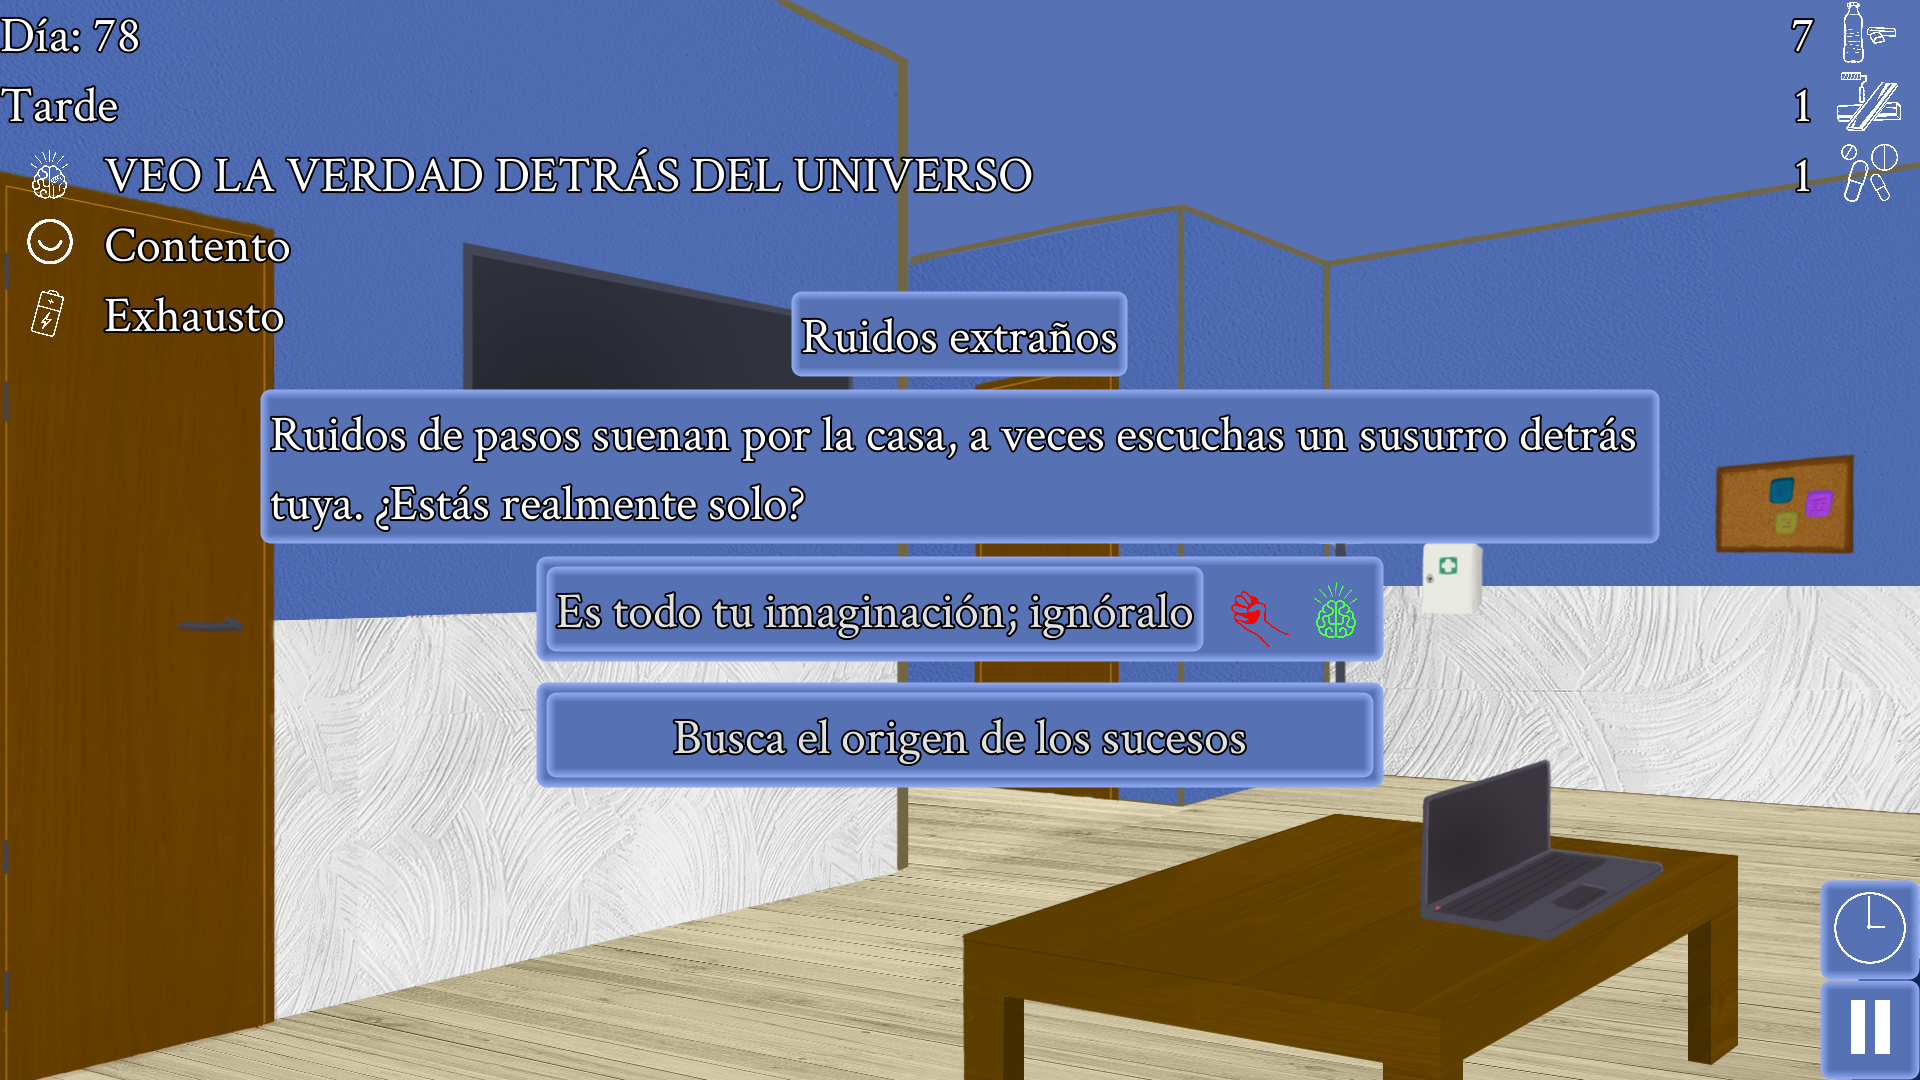 Día: 78
7
Tarde
1
VEO LA VERDAD DETRÁS DEL UNIVERSO
1
Contento
Exhausto
Ruidos extraños
Ruidos de pasos suenan por la casa, a veces escuchas un susurro detrás
tuya. ¿Estás realmente solo?
Es todo tu imaginación; ignóralo
Busca el origen de los sucesos